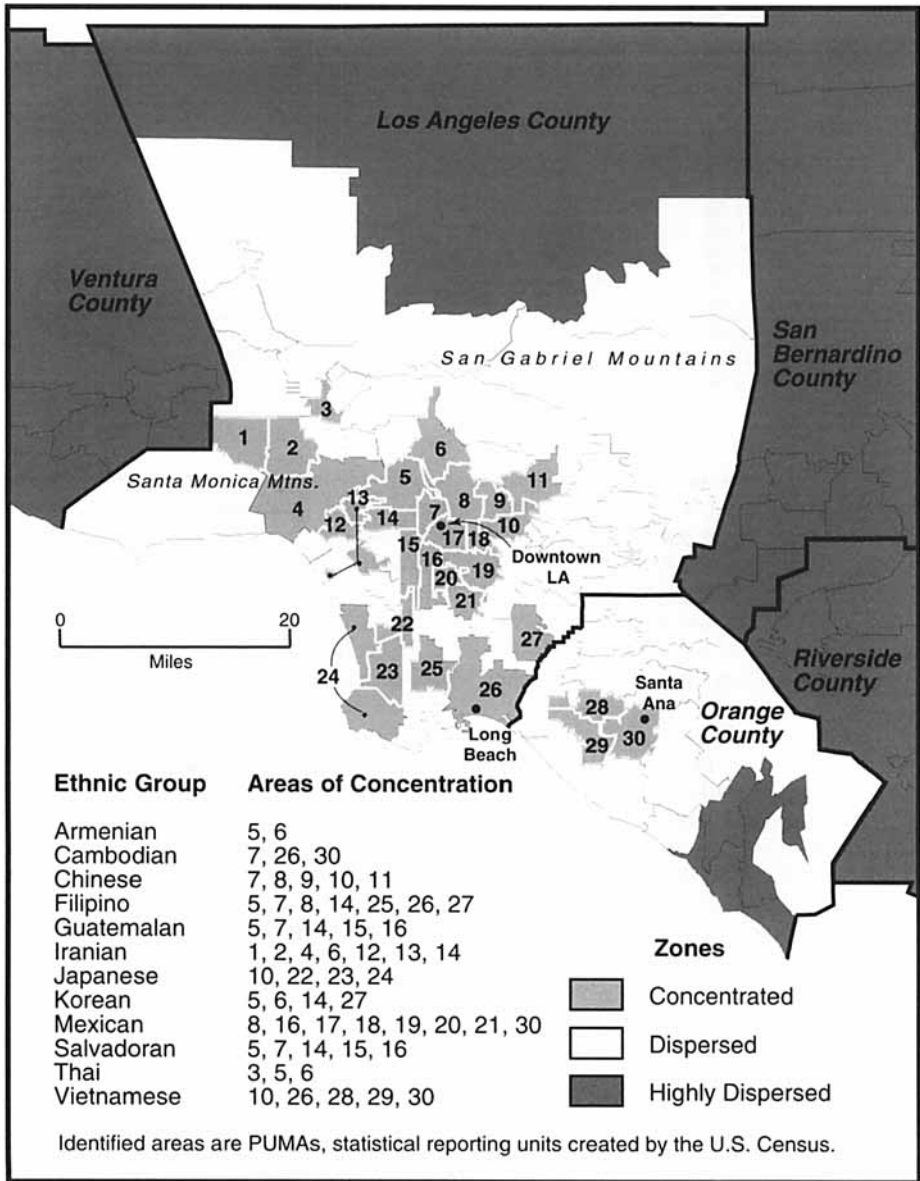 Los Angeles County
Ventura
County
San Gabriel Mountains
San
Bernardino
County
3
1
2
6
Santa Monica Mtns.
5
11
13
8
9
4
12
14
7
10
17
18
15
Downtown
LA
16
19
20
21
0
20
Miles
22
27
24
23
25
26
Riverside
County
Santa
Ana
28
Orange
County
29
30
Long
Beach
Ethnic Group Areas of Concentration
Armenian 5, 6
Cambodian 7, 26, 30
Chinese 7, 8, 9, 10, 11
Filipino 5, 7, 8, 14, 25, 26, 27
Guatemalan 5, 7, 14, 15, 16
Iranian 1, 2, 4, 6, 12, 13, 14
Japanese 10, 22, 23, 24
Korean 5, 6, 14, 27
Mexican 8, 16, 17, 18, 19, 20, 21, 30
Salvadoran 5, 7, 14, 15, 16
Thai 3, 5, 6
Vietnamese 10, 26, 28, 29, 30
Zones
Concentrated
Dispersed
Highly Dispersed
Identified areas are PUMAs, statistical reporting units created by the U.S. Census.